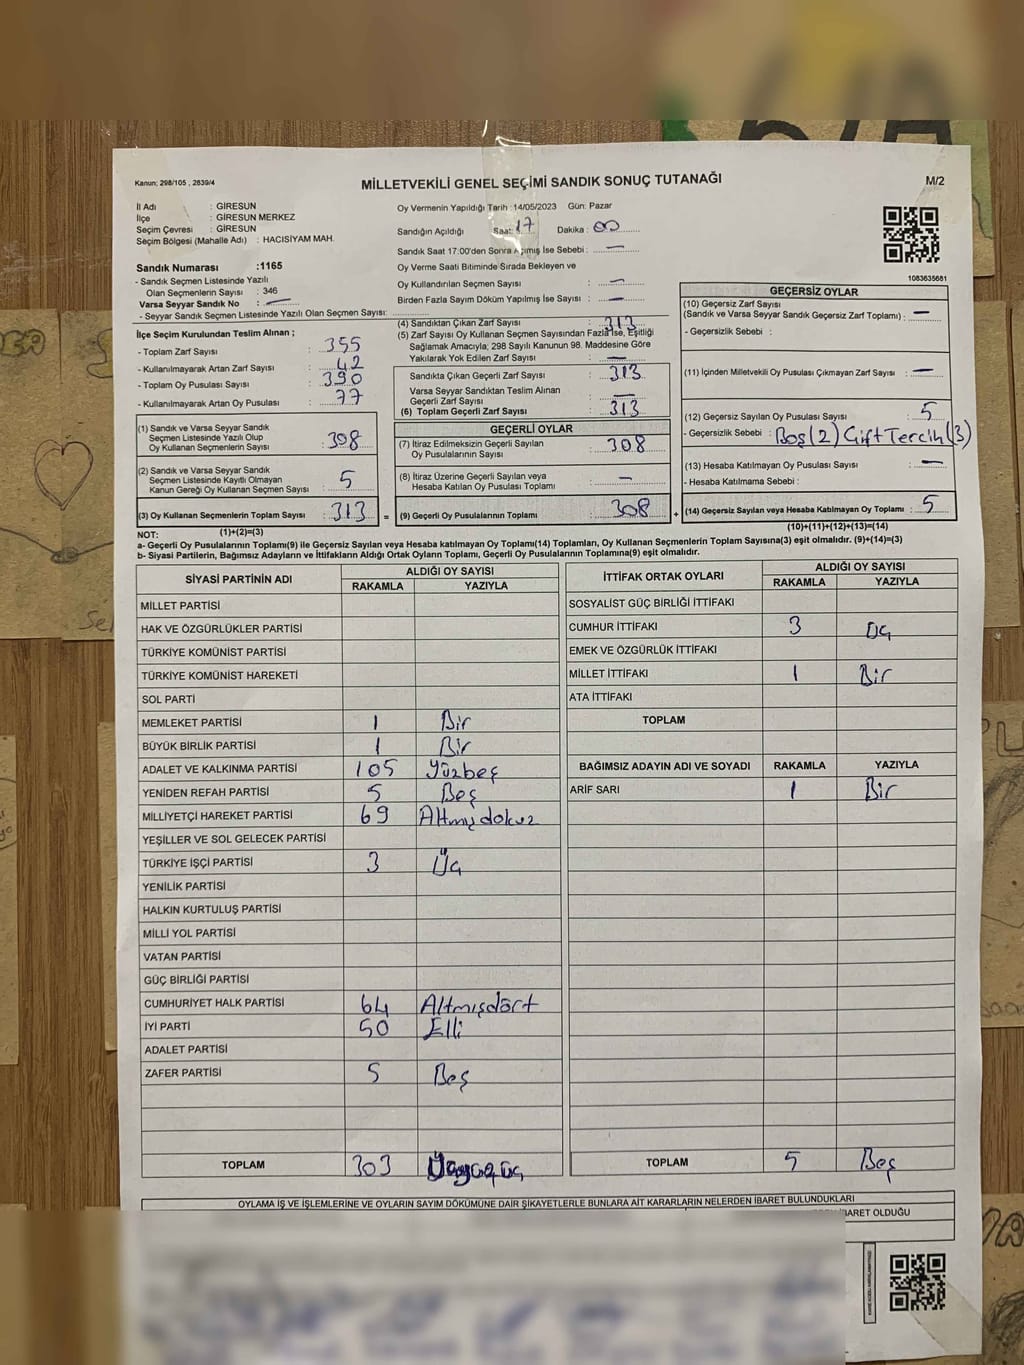 Kanun; 298/105 , 2839/4
MİLLETVEKİLİ GENEL SEÇİMİ SANDIK SONUÇ TUTANAĞI
M/2
İl Adı : GİRESUN
İlçe : GİRESUN MERKEZ
Seçim Çevresi : GİRESUN
Seçim Bölgesi (Mahalle Adı) : HACISİYAM MAH.
Oy Vermenin Yapıldığı Tarih :14/05/2023 Gün: Pazar
Sandığın Açıldığı Saat: 17 Dakika : 00
Sandık Saat 17:00'den Sonra Açılmış İse Sebebi : —
Oy Verme Saati Bitiminde Sırada Bekleyen ve
Oy Kullandırılan Seçmen Sayısı : —
Birden Fazla Sayım Döküm Yapılmış İse Sayısı : —
1083635681
Sandık Numarası :1165
- Sandık Seçmen Listesinde Yazılı
Olan Seçmenlerin Sayısı : 346
Varsa Seyyar Sandık No : —
- Seyyar Sandık Seçmen Listesinde Yazılı Olan Seçmen Sayısı:
İlçe Seçim Kurulundan Teslim Alınan ;
- Toplam Zarf Sayısı : 355
- Kullanılmayarak Artan Zarf Sayısı : 42
- Toplam Oy Pusulası Sayısı : 390
- Kullanılmayarak Artan Oy Pusulası : 77
(1) Sandık ve Varsa Seyyar Sandık
Seçmen Listesinde Yazılı Olup
Oy Kullanan Seçmenlerin Sayısı : 308
(2) Sandık ve Varsa Seyyar Sandık
Seçmen Listesinde Kayıtlı Olmayan
Kanun Gereği Oy Kullanan Seçmen Sayısı : 5
(3) Oy Kullanan Seçmenlerin Toplam Sayısı : 313 =
(4) Sandıktan Çıkan Zarf Sayısı : 313
(5) Zarf Sayısı Oy Kullanan Seçmen Sayısından Fazla İse, Eşitliği
Sağlamak Amacıyla; 298 Sayılı Kanunun 98. Maddesine Göre
Yakılarak Yok Edilen Zarf Sayısı : —
Sandıkta Çıkan Geçerli Zarf Sayısı : 313
Varsa Seyyar Sandıktan Teslim Alınan
Geçerli Zarf Sayısı : —
(6) Toplam Geçerli Zarf Sayısı : 313
GEÇERLİ OYLAR
(7) İtiraz Edilmeksizin Geçerli Sayılan
Oy Pusulalarının Sayısı : 308
(8) İtiraz Üzerine Geçerli Sayılan veya
Hesaba Katılan Oy Pusulası Toplamı : —
(9) Geçerli Oy Pusulalarının Toplamı : 308 +
GEÇERSİZ OYLAR
(10) Geçersiz Zarf Sayısı
(Sandık ve Varsa Seyyar Sandık Geçersiz Zarf Toplamı) : —
- Geçersizlik Sebebi :
(11) İçinden Milletvekili Oy Pusulası Çıkmayan Zarf Sayısı : —
(12) Geçersiz Sayılan Oy Pusulası Sayısı : 5
- Geçersizlik Sebebi : Boş(2) Çift Tercih(3)
(13) Hesaba Katılmayan Oy Pusulası Sayısı : —
- Hesaba Katılmama Sebebi :
(14) Geçersiz Sayılan veya Hesaba Katılmayan Oy Toplamı : 5
NOT: (1)+(2)=(3) (10)+(11)+(12)+(13)=(14)
a- Geçerli Oy Pusulalarının Toplamı(9) ile Geçersiz Sayılan veya Hesaba katılmayan Oy Toplamı(14) Toplamları, Oy Kullanan Seçmenlerin Toplam Sayısına(3) eşit olmalıdır. (9)+(14)=(3)
b- Siyasi Partilerin, Bağımsız Adayların ve İttifakların Aldığı Ortak Oyların Toplamı, Geçerli Oy Pusulalarının Toplamına(9) eşit olmalıdır.
SİYASİ PARTİNİN ADI ALDIĞI OY SAYISI
RAKAMLA YAZIYLA
MİLLET PARTİSİ
HAK VE ÖZGÜRLÜKLER PARTİSİ
TÜRKİYE KOMÜNİST PARTİSİ
TÜRKİYE KOMÜNİST HAREKETİ
SOL PARTİ
MEMLEKET PARTİSİ 1 Bir
BÜYÜK BİRLİK PARTİSİ 1 Bir
ADALET VE KALKINMA PARTİSİ 105 Yüzbeş
YENİDEN REFAH PARTİSİ 5 Beş
MİLLİYETÇİ HAREKET PARTİSİ 69 Altmışdokuz
YEŞİLLER VE SOL GELECEK PARTİSİ
TÜRKİYE İŞÇİ PARTİSİ 3 Üç
YENİLİK PARTİSİ
HALKIN KURTULUŞ PARTİSİ
MİLLİ YOL PARTİSİ
VATAN PARTİSİ
GÜÇ BİRLİĞİ PARTİSİ
CUMHURİYET HALK PARTİSİ 64 Altmışdört
İYİ PARTİ 50 Elli
ADALET PARTİSİ
ZAFER PARTİSİ 5 Beş
TOPLAM 303
İTTİFAK ORTAK OYLARI ALDIĞI OY SAYISI
RAKAMLA YAZIYLA
SOSYALİST GÜÇ BİRLİĞİ İTTİFAKI
CUMHUR İTTİFAKI 3 Üç
EMEK VE ÖZGÜRLÜK İTTİFAKI
MİLLET İTTİFAKI 1 Bir
ATA İTTİFAKI
TOPLAM
BAĞIMSIZ ADAYIN ADI VE SOYADI RAKAMLA YAZIYLA
ARİF SARI 1 Bir
TOPLAM 5 Beş
OYLAMA İŞ VE İŞLEMLERİNE VE OYLARIN SAYIM DÖKÜMÜNE DAİR ŞİKAYETLERLE BUNLARA AİT KARARLARIN NELERDEN İBARET BULUNDUKLARI
İBARET OLDUĞU